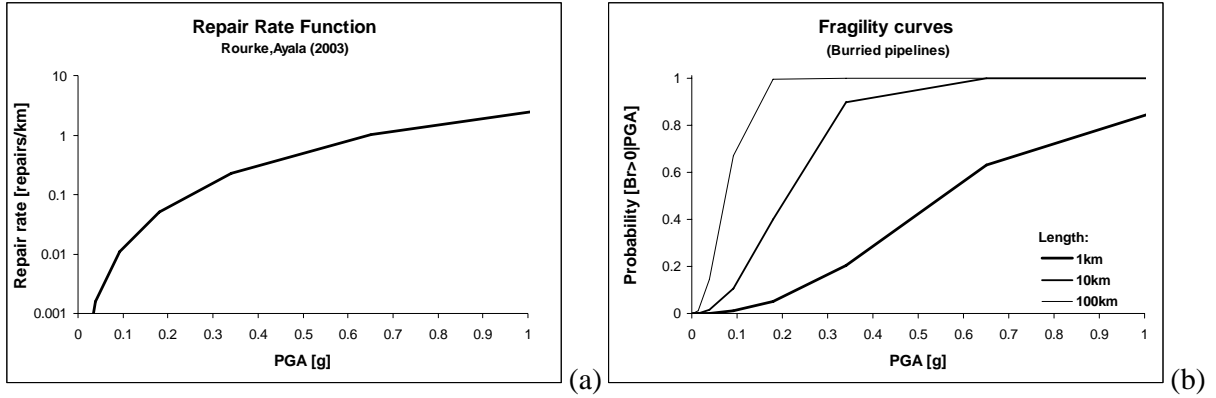 Repair Rate Function
Rourke,Ayala (2003)
Repair rate [repairs/km]
10
1
0.1
0.01
0.001
0 0.1 0.2 0.3 0.4 0.5 0.6 0.7 0.8 0.9 1
PGA [g]
(a)
Fragility curves
(Burried pipelines)
Probability [Br>0|PGA]
1
0.8
0.6
0.4
0.2
0
Length:
1km
10km
100km
0 0.1 0.2 0.3 0.4 0.5 0.6 0.7 0.8 0.9 1
PGA [g]
(b)